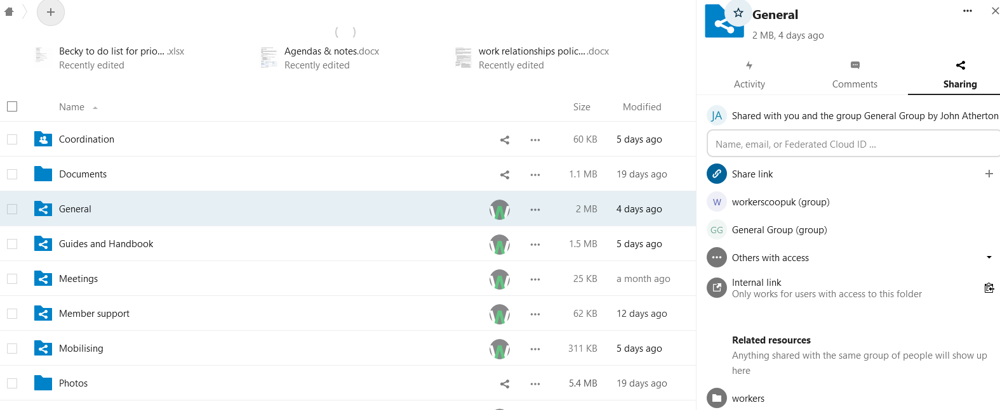 Becky to do list for prio... .xlsx
Recently edited
Agendas & notes.docx
Recently edited
work relationships polic... .docx
Recently edited
Name Size Modified
Coordination 60 KB 5 days ago
Documents 1.1 MB 19 days ago
General 2 MB 4 days ago
Guides and Handbook 1.5 MB 5 days ago
Meetings 25 KB a month ago
Member support 62 KB 12 days ago
Mobilising 311 KB 5 days ago
Photos 5.4 MB 19 days ago
General
2 MB, 4 days ago
Activity Comments Sharing
JA Shared with you and the group General Group by John Atherton
Name, email, or Federated Cloud ID ...
Share link
W workerscoopuk (group)
GG General Group (group)
Others with access
Internal link
Only works for users with access to this folder
Related resources
Anything shared with the same group of people will show up
here
workers